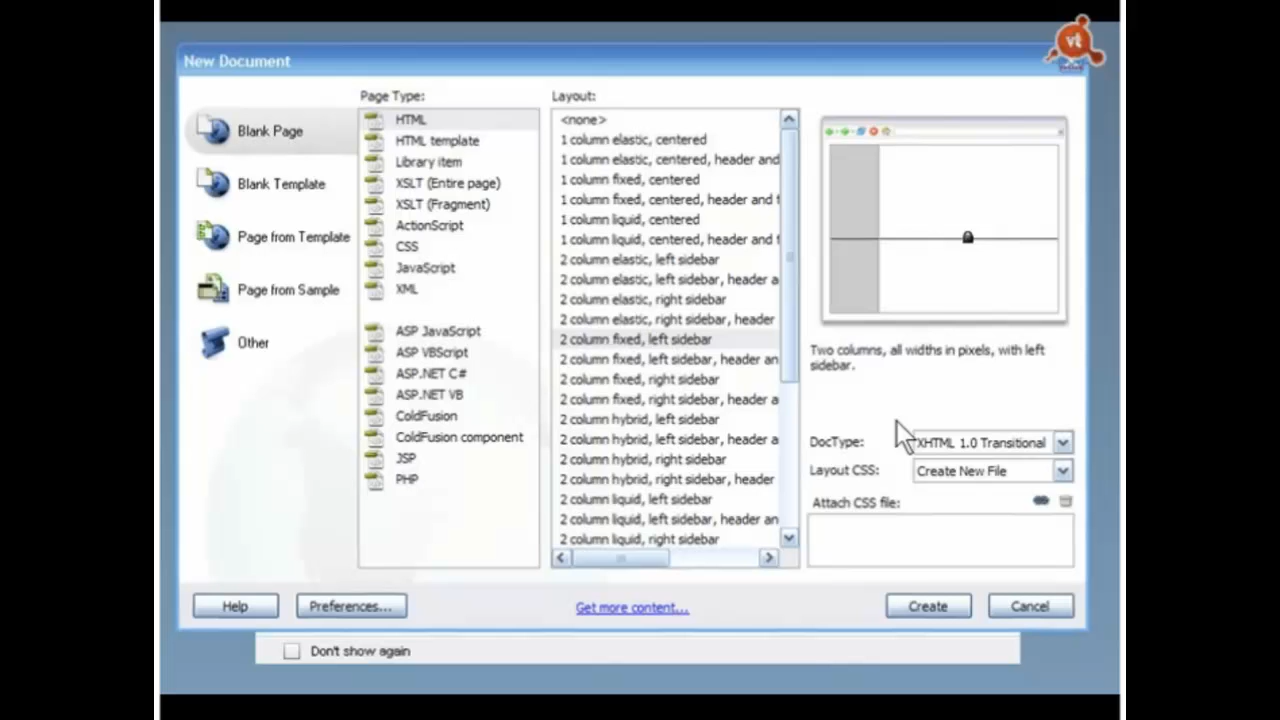 New Document
vt
Blank Page
Blank Template
Page from Template
Page from Sample
Other
Page Type:
HTML
HTML template
Library item
XSLT (Entire page)
XSLT (Fragment)
ActionScript
CSS
JavaScript
XML
ASP JavaScript
ASP VBScript
ASP.NET C#
ASP.NET VB
ColdFusion
ColdFusion component
JSP
PHP
Layout:
<none>
1 column elastic, centered
1 column elastic, centered, header and
1 column fixed, centered
1 column fixed, centered, header and f
1 column liquid, centered
1 column liquid, centered, header and f
2 column elastic, left sidebar
2 column elastic, left sidebar, header a
2 column elastic, right sidebar
2 column elastic, right sidebar, header
2 column fixed, left sidebar
2 column fixed, left sidebar, header an
2 column fixed, right sidebar
2 column fixed, right sidebar, header a
2 column hybrid, left sidebar
2 column hybrid, left sidebar, header a
2 column hybrid, right sidebar
2 column hybrid, right sidebar, header
2 column liquid, left sidebar
2 column liquid, left sidebar, header an
2 column liquid, right sidebar
Two columns, all widths in pixels, with left
sidebar.
DocType: XHTML 1.0 Transitional
Layout CSS: Create New File
Attach CSS file:
Help
Preferences...
Get more content...
Create
Cancel
Don't show again